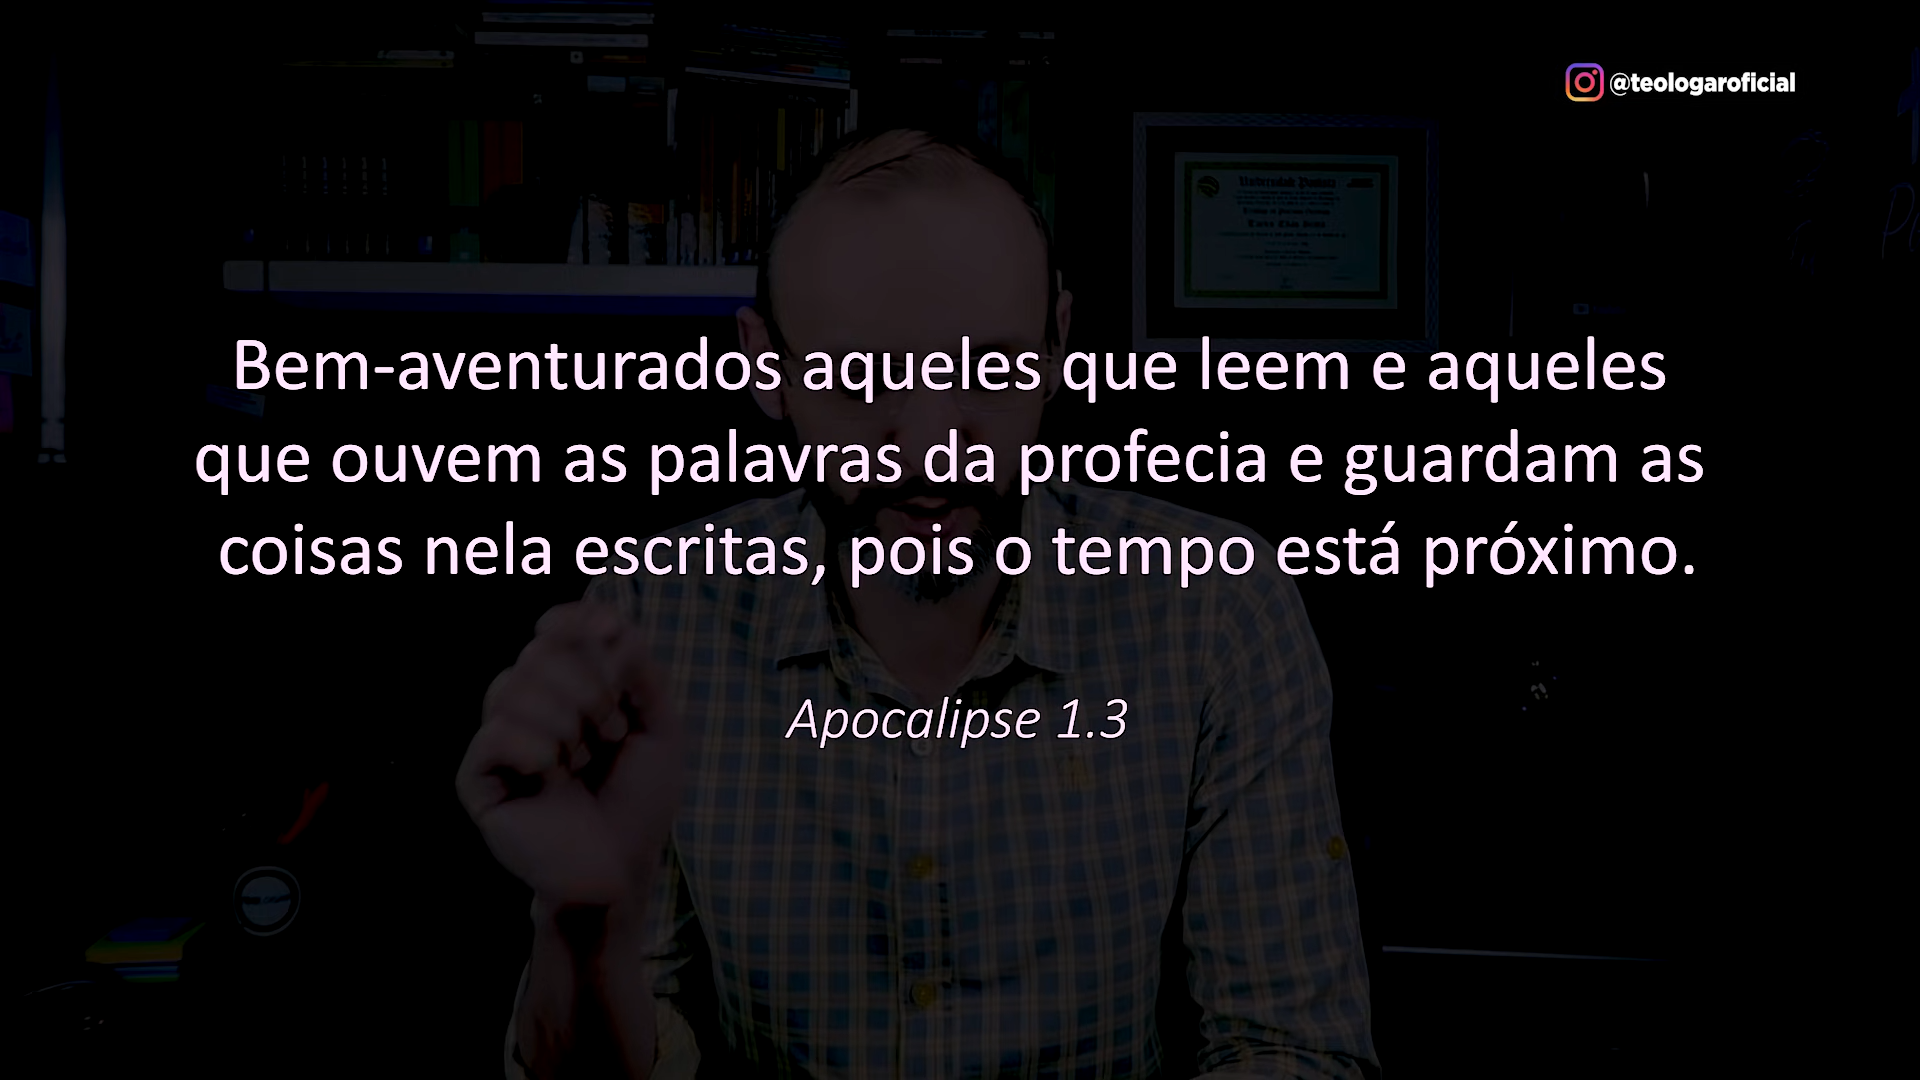 @teologaroficial
Bem-aventurados aqueles que leem e aqueles
que ouvem as palavras da profecia e guardam as
coisas nela escritas, pois o tempo está próximo.
Apocalipse 1.3